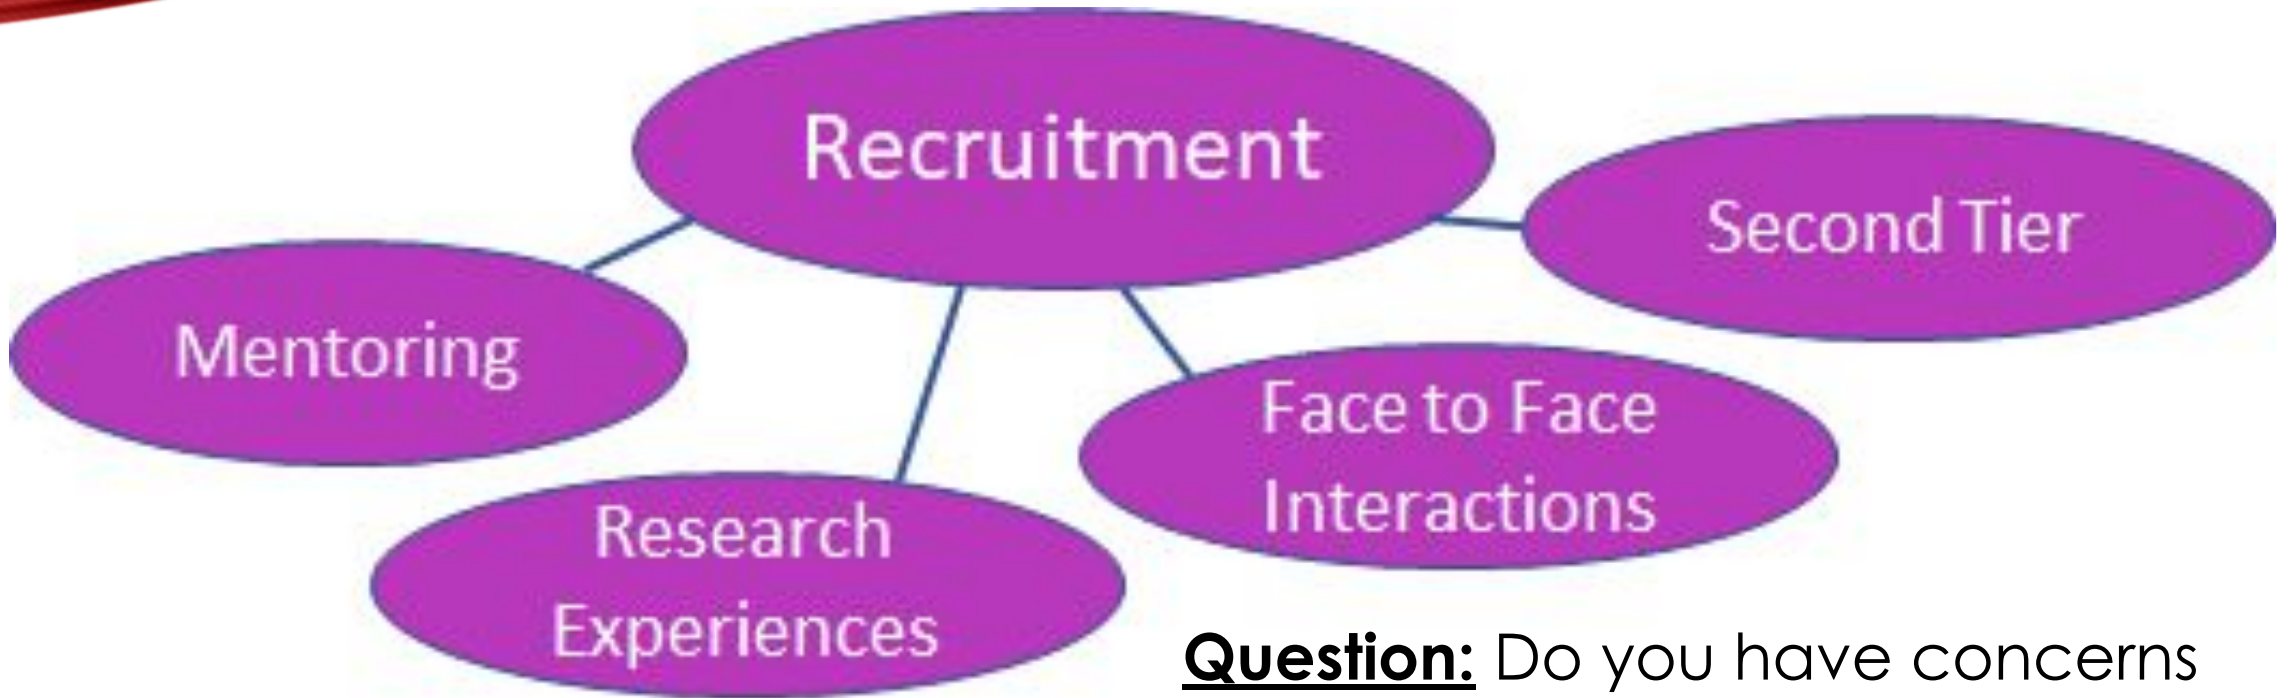 Recruitment
Second Tier
Mentoring
Face to Face
Interactions
Research
Experiences
Question: Do you have concerns